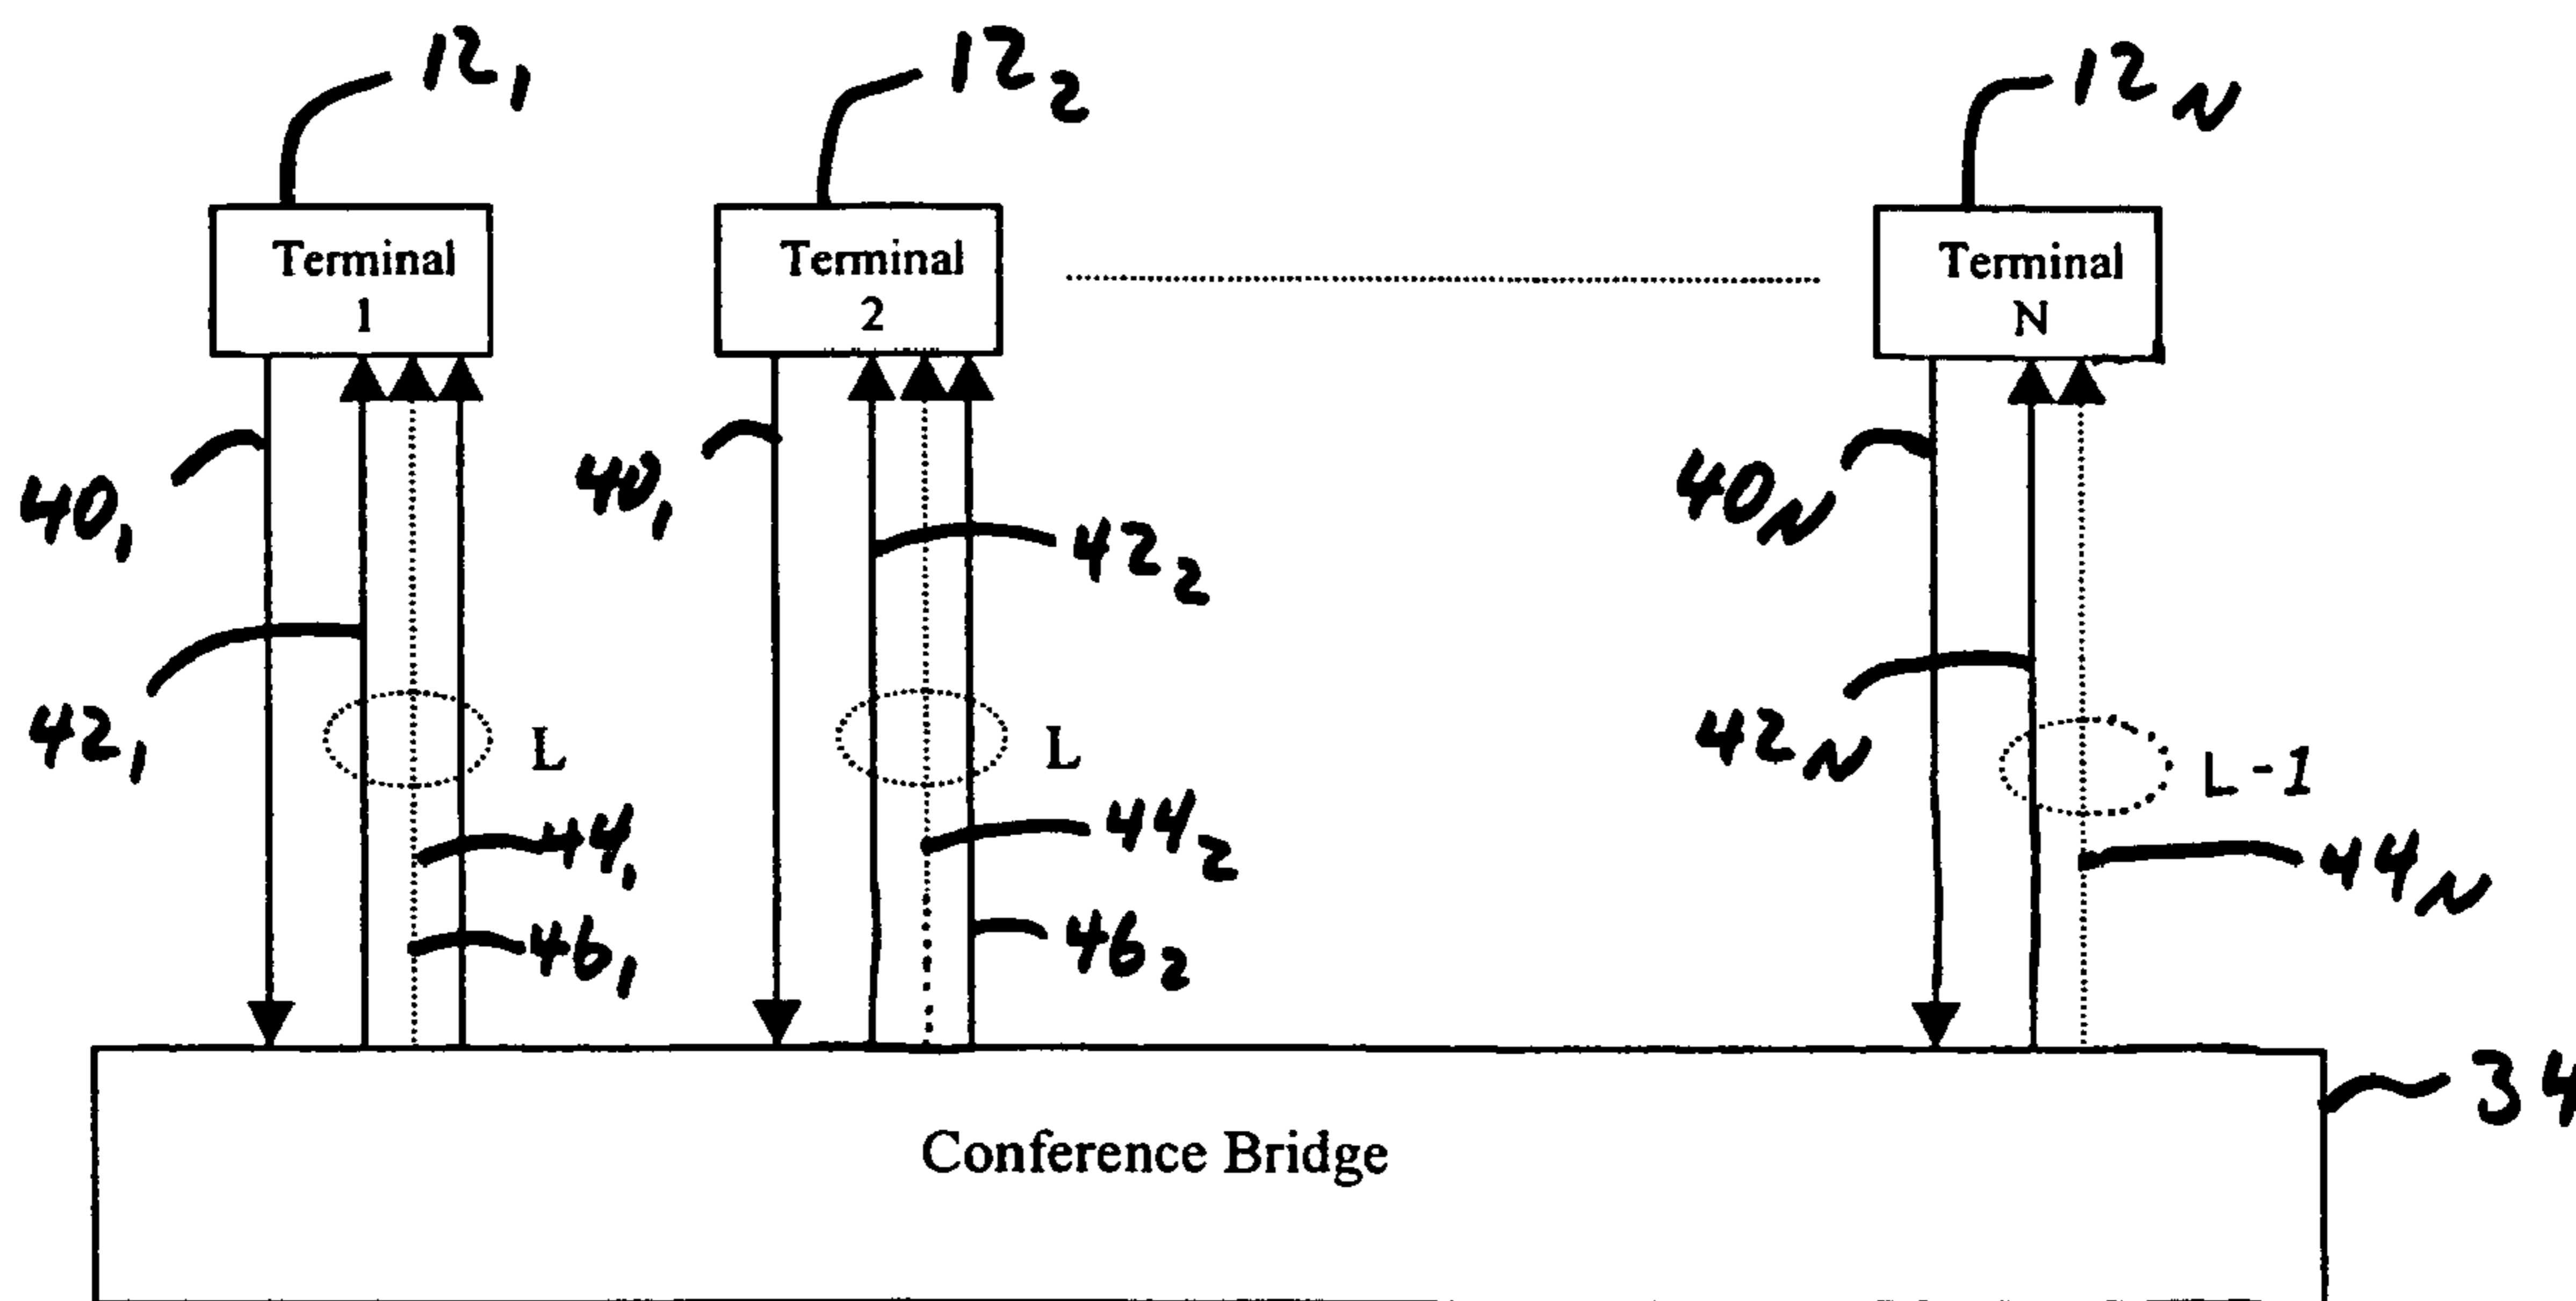 12₁
12₂
12N
Terminal
1
Terminal
2
Terminal
N
40₁
40₁
40N
42₂
42₁
42N
L
L
L-1
44₁
44₂
44N
46₁
46₂
34
Conference Bridge